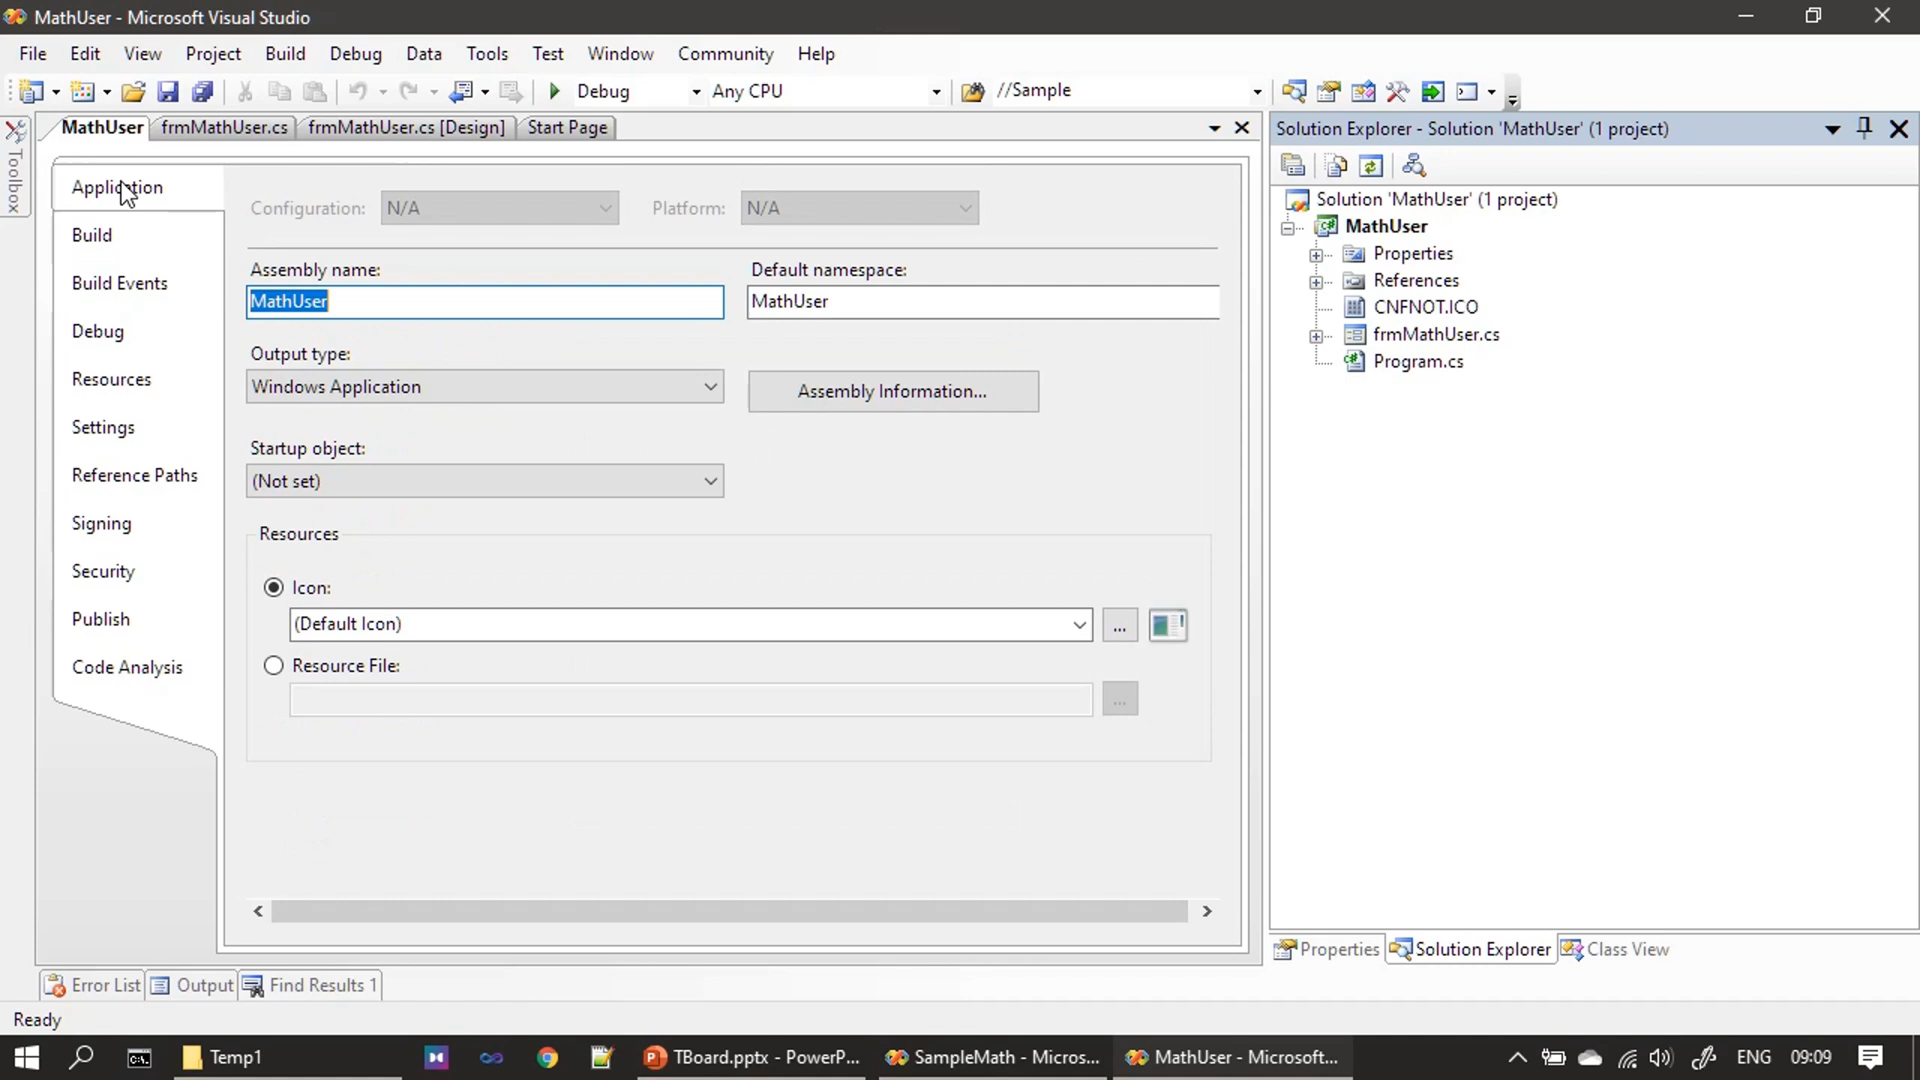 MathUser - Microsoft Visual Studio
File Edit View Project Build Debug Data Tools Test Window Community Help
Debug Any CPU //Sample
MathUser frmMathUser.cs frmMathUser.cs [Design] Start Page
Toolbox
Application
Build
Build Events
Debug
Resources
Settings
Reference Paths
Signing
Security
Publish
Code Analysis
Configuration: N/A Platform: N/A
Assembly name: Default namespace:
MathUser MathUser
Output type:
Windows Application Assembly Information...
Startup object:
(Not set)
Resources
Icon:
(Default Icon) ...
Resource File:
...
Solution Explorer - Solution 'MathUser' (1 project)
Solution 'MathUser' (1 project)
MathUser
Properties
References
CNFNOT.ICO
frmMathUser.cs
Program.cs
Properties Solution Explorer Class View
Error List Output Find Results 1
Ready
Temp1 TBoard.pptx - PowerP... SampleMath - Micros... MathUser - Microsoft... ENG 09:09